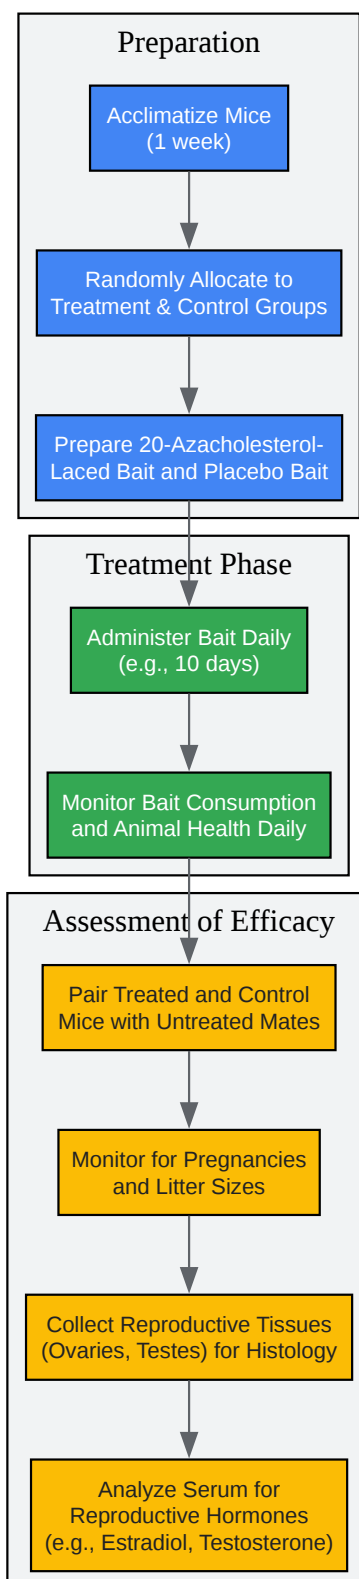 Preparation
Acclimatize Mice
(1 week)
Randomly Allocate to
Treatment & Control Groups
Prepare 20-Azacholesterol-
Laced Bait and Placebo Bait
Treatment Phase
Administer Bait Daily
(e.g., 10 days)
Monitor Bait Consumption
and Animal Health Daily
Assessment of Efficacy
Pair Treated and Control
Mice with Untreated Mates
Monitor for Pregnancies
and Litter Sizes
Collect Reproductive Tissues
(Ovaries, Testes) for Histology
Analyze Serum for
Reproductive Hormones
(e.g., Estradiol, Testosterone)